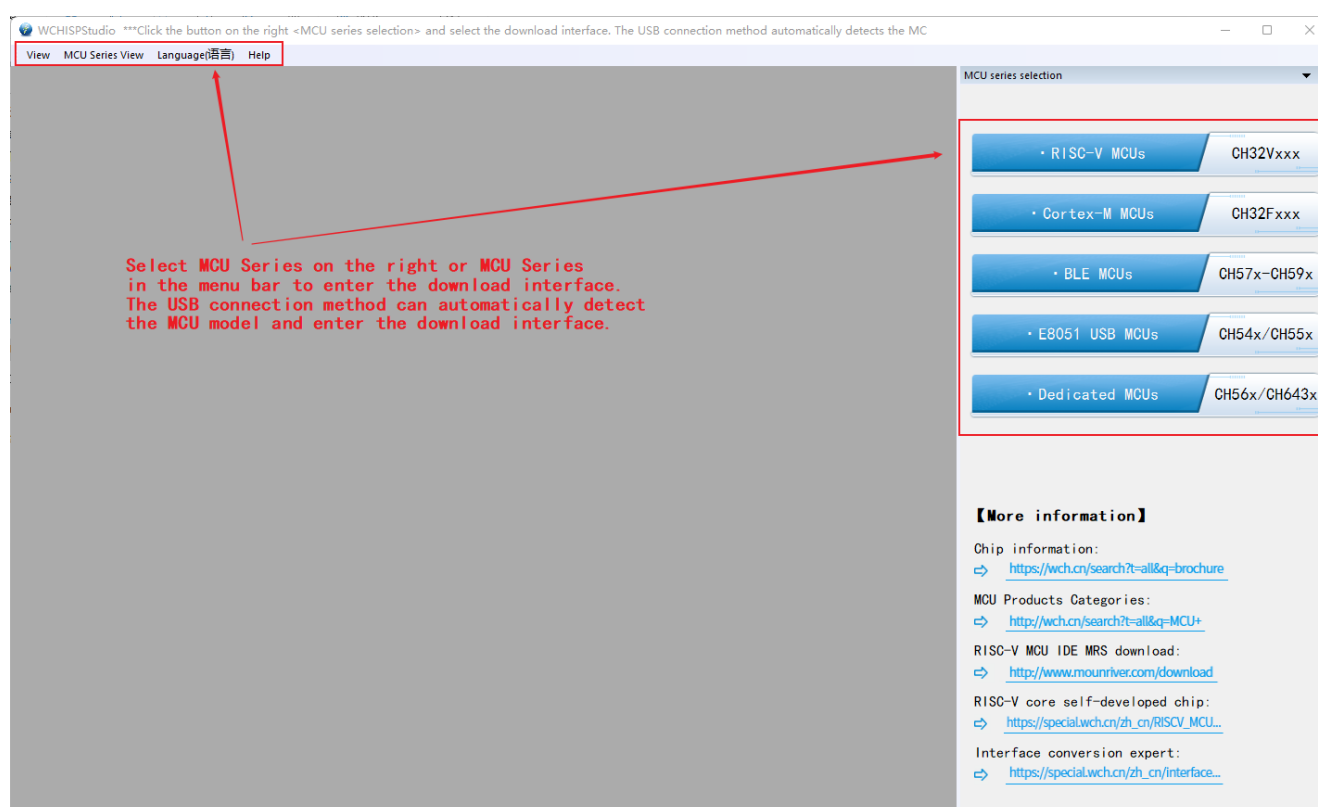 WCHISPStudio ***Click the button on the right <MCU series selection> and select the download interface. The USB connection method automatically detects the MC
View MCU Series View Language(语言) Help
MCU series selection
· RISC-V MCUs CH32Vxxx
· Cortex-M MCUs CH32Fxxx
· BLE MCUs CH57x-CH59x
· E8051 USB MCUs CH54x/CH55x
· Dedicated MCUs CH56x/CH643x
Select MCU Series on the right or MCU Series
in the menu bar to enter the download interface.
The USB connection method can automatically detect
the MCU model and enter the download interface.
【More information】
Chip information:
https://wch.cn/search?t=all&q=brochure
MCU Products Categories:
http://wch.cn/search?t=all&q=MCU+
RISC-V MCU IDE MRS download:
http://www.mounriver.com/download
RISC-V core self-developed chip:
https://special.wch.cn/zh_cn/RISCV_MCU...
Interface conversion expert:
https://special.wch.cn/zh_cn/interface...